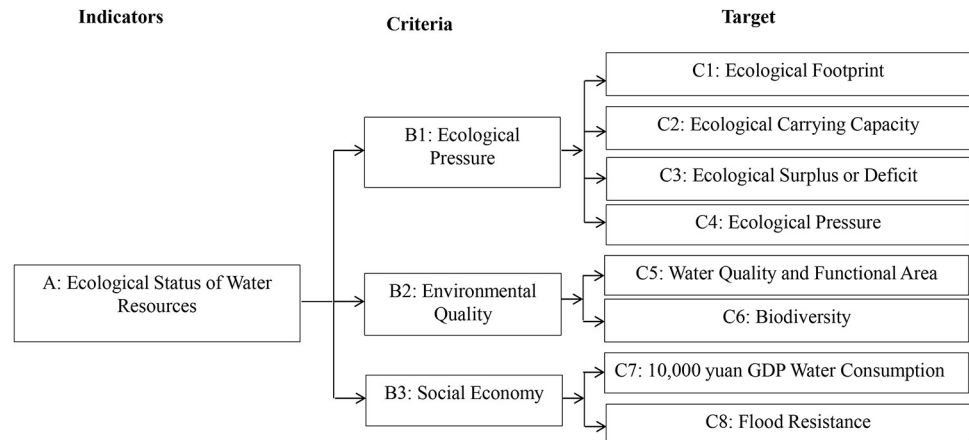 Indicators
Criteria
Target
C1: Ecological Footprint
C2: Ecological Carrying Capacity
B1: Ecological
Pressure
C3: Ecological Surplus or Deficit
C4: Ecological Pressure
A: Ecological Status of Water
Resources
B2: Environmental
Quality
C5: Water Quality and Functional Area
C6: Biodiversity
B3: Social Economy
C7: 10,000 yuan GDP Water Consumption
C8: Flood Resistance